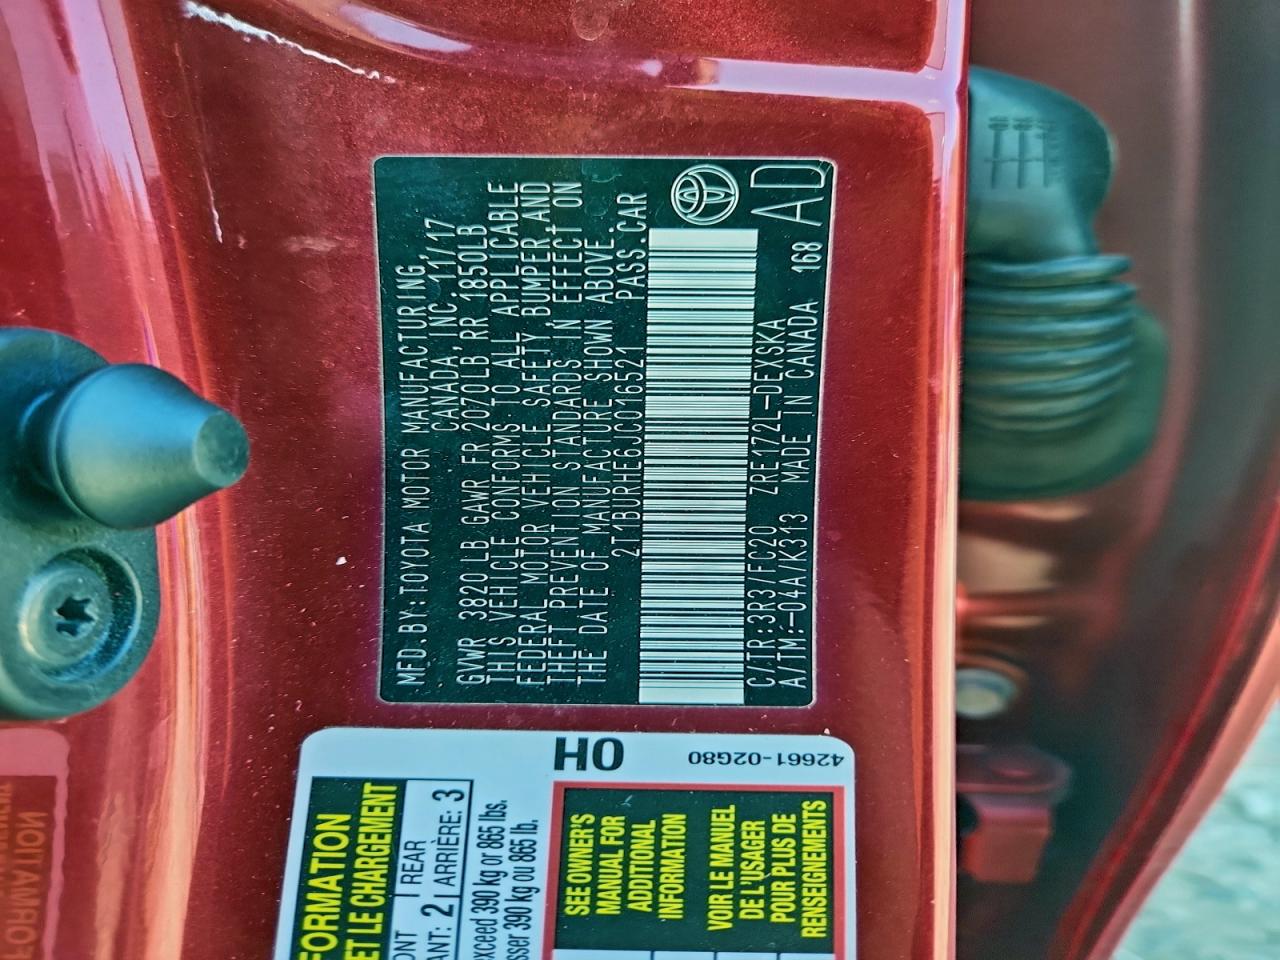 MFD.BY:TOYOTA MOTOR MANUFACTURING,
CANADA,INC. 11/17
GVWR 3820LB GAWR FR 2070LB RR 1850LB
THIS VEHICLE CONFORMS TO ALL APPLICABLE
FEDERAL MOTOR VEHICLE SAFETY,BUMPER,AND
THEFT PREVENTION STANDARDS IN EFFECT ON
THE DATE OF MANUFACTURE SHOWN ABOVE.
2T1BURHE6JC016521 PASS.CAR
C/TR:3R3/FC20 ZRE172L-DEXSKA
A/TM:-04A/K313 MADE IN CANADA 168
AD
OH
42661-02G80
FORMATION
ET LE CHARGEMENT
ONT REAR
ANT: 2 ARRIÈRE: 3
exceed 390 kg or 865 lbs.
sser 390 kg ou 865 lb.
SEE OWNER'S
MANUAL FOR
ADDITIONAL
INFORMATION
VOIR LE MANUEL
DE L'USAGER
POUR PLUS DE
RENSEIGNEMENTS